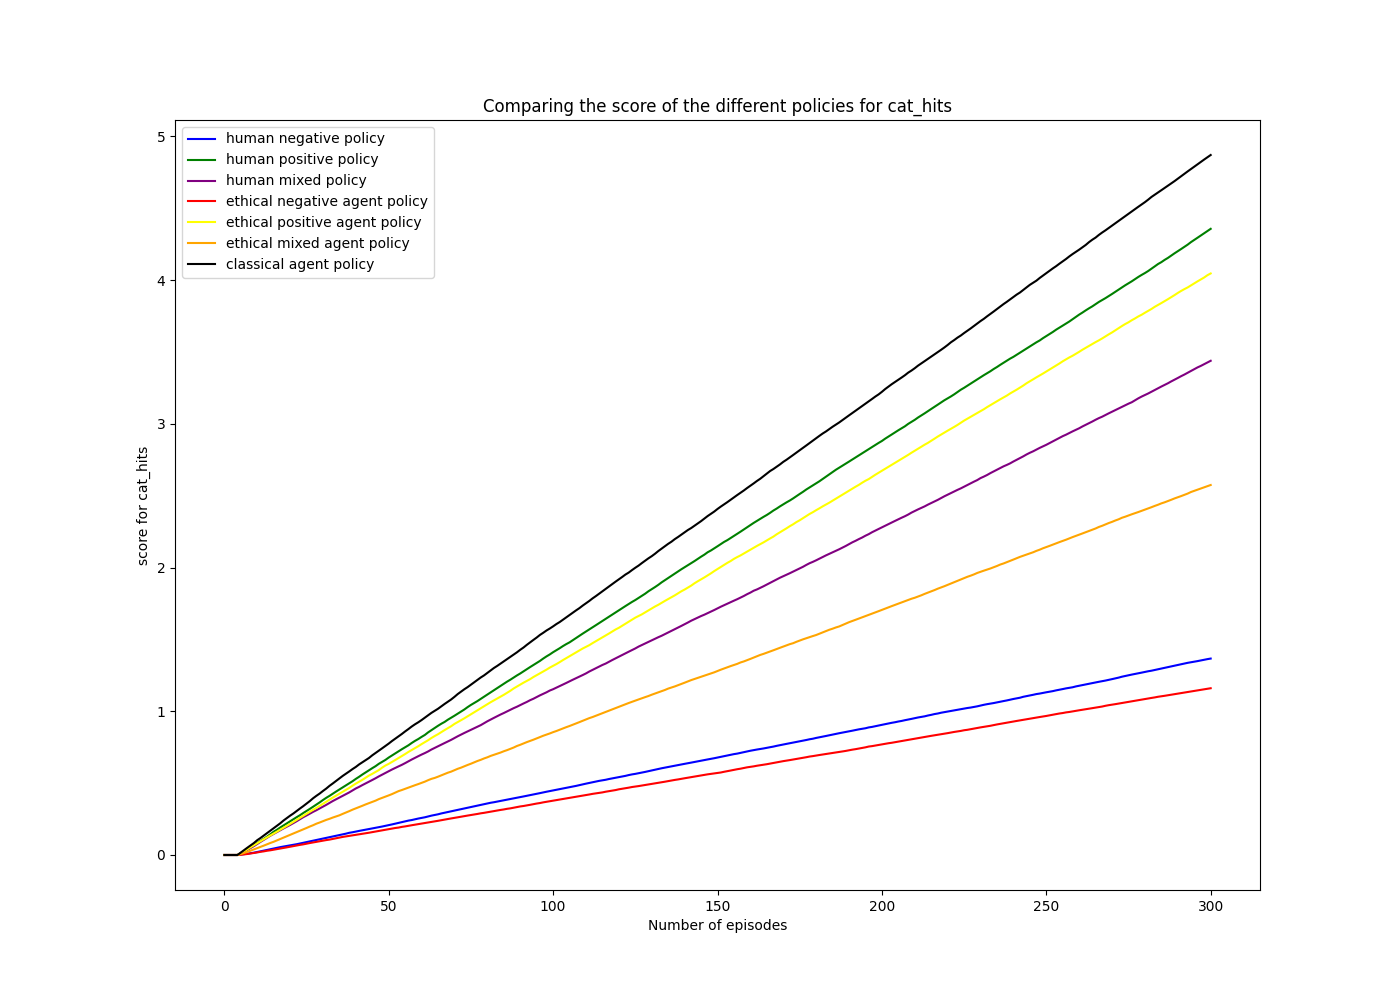 Comparing the score of the different policies for cat_hits
human negative policy
human positive policy
human mixed policy
ethical negative agent policy
ethical positive agent policy
ethical mixed agent policy
classical agent policy
5
4
3
2
1
0
score for cat_hits
0 50 100 150 200 250 300
Number of episodes